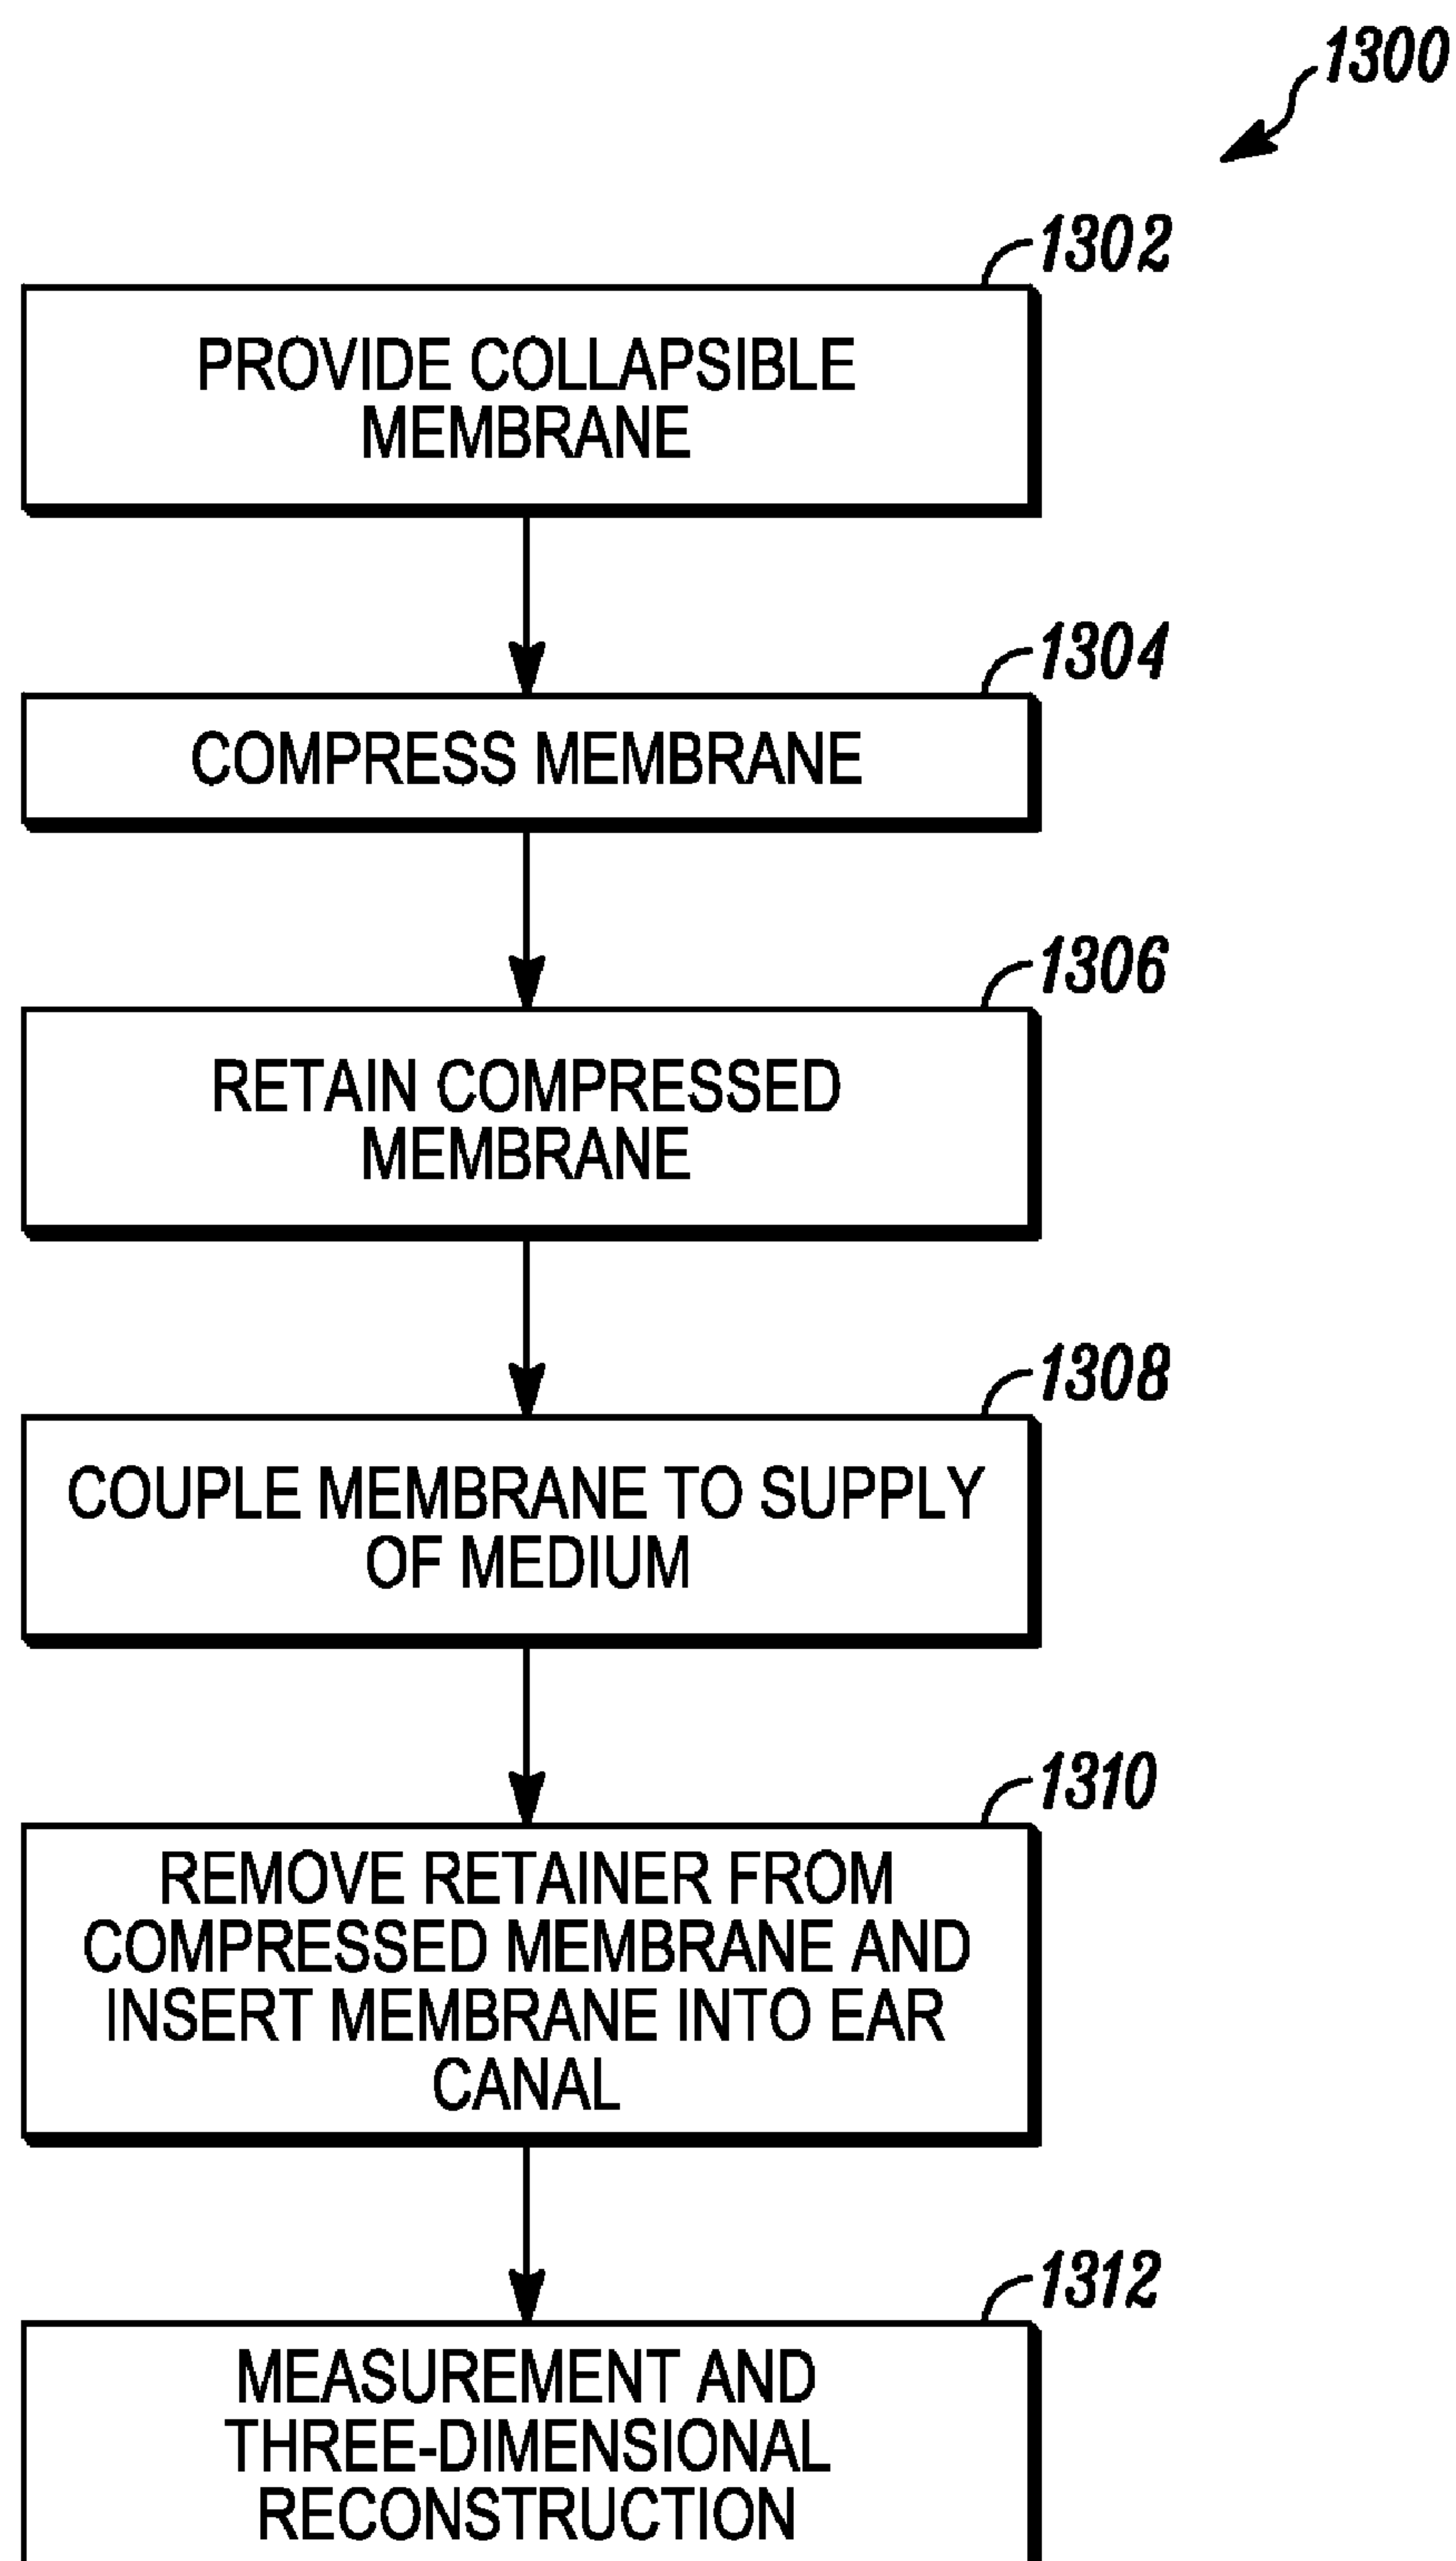 1300
1302
PROVIDE COLLAPSIBLE
MEMBRANE
1304
COMPRESS MEMBRANE
1306
RETAIN COMPRESSED
MEMBRANE
1308
COUPLE MEMBRANE TO SUPPLY
OF MEDIUM
1310
REMOVE RETAINER FROM
COMPRESSED MEMBRANE AND
INSERT MEMBRANE INTO EAR
CANAL
1312
MEASUREMENT AND
THREE-DIMENSIONAL
RECONSTRUCTION